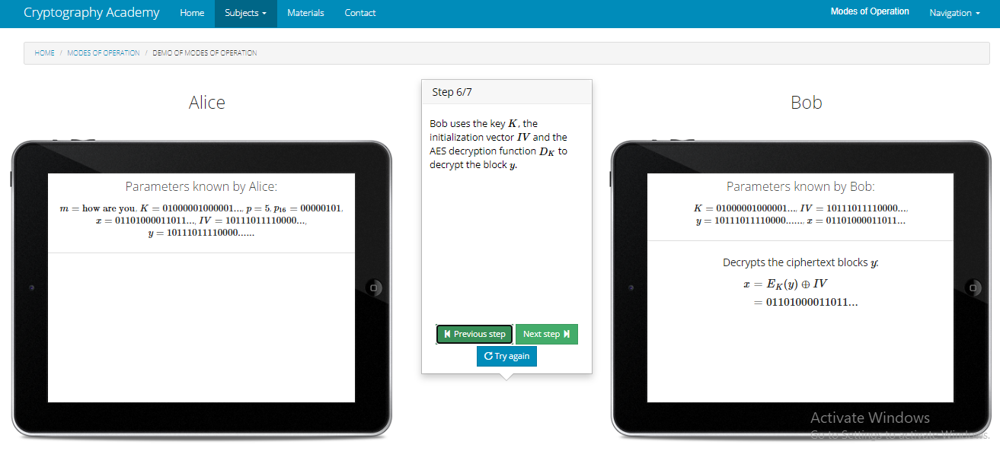 Cryptography Academy Home Subjects Materials Contact Modes of Operation Navigation
HOME / MODES OF OPERATION / DEMO OF MODES OF OPERATION
Alice
Parameters known by Alice:
m = how are you, K = 01000001000001..., p = 5, p₁₆ = 00000101,
x = 01101000011011..., IV = 10111011110000...,
y = 10111011110000......
Step 6/7
Bob uses the key K, the
initialization vector IV and the
AES decryption function D_K to
decrypt the block y.
Previous step Next step
Try again
Bob
Parameters known by Bob:
K = 01000001000001..., IV = 10111011110000...,
y = 10111011110000......, x = 01101000011011...
Decrypts the ciphertext blocks y:
x = E_K(y) ⊕ IV
= 01101000011011...
Activate Windows
Go to Settings to activate Windows.